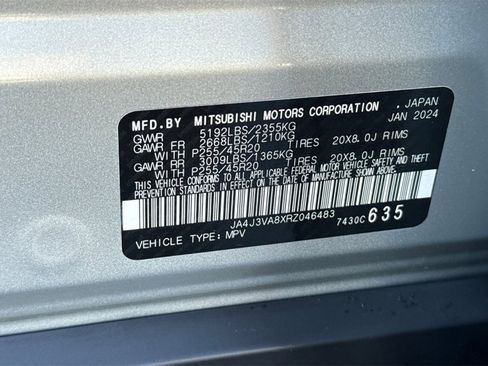 MFD.BY MITSUBISHI MOTORS CORPORATION . JAPAN
GVWR 5192LBS/2355KG JAN 2024
GAWR FR 2668LBS/1210KG
WITH P255/45R20 TIRES 20X8.0J RIMS
GAWR RR 3009LBS/1365KG
WITH P255/45R20 TIRES 20X8.0J RIMS
THIS VEHICLE CONFORMS TO ALL APPLICABLE FEDERAL MOTOR VEHICLE
SAFETY AND THEFT PREVENTION STANDARDS IN EFFECT ON THE DATE OF
MANUFACTURE SHOWN ABOVE.
JA4J3VA8XRZ046483
7430C 635
VEHICLE TYPE: MPV